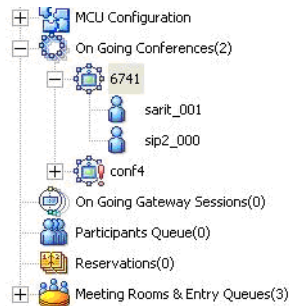 MCU Configuration
On Going Conferences(2)
6741
sarit_001
sip2_000
conf4
On Going Gateway Sessions(0)
Participants Queue(0)
Reservations(0)
Meeting Rooms & Entry Queues(3)